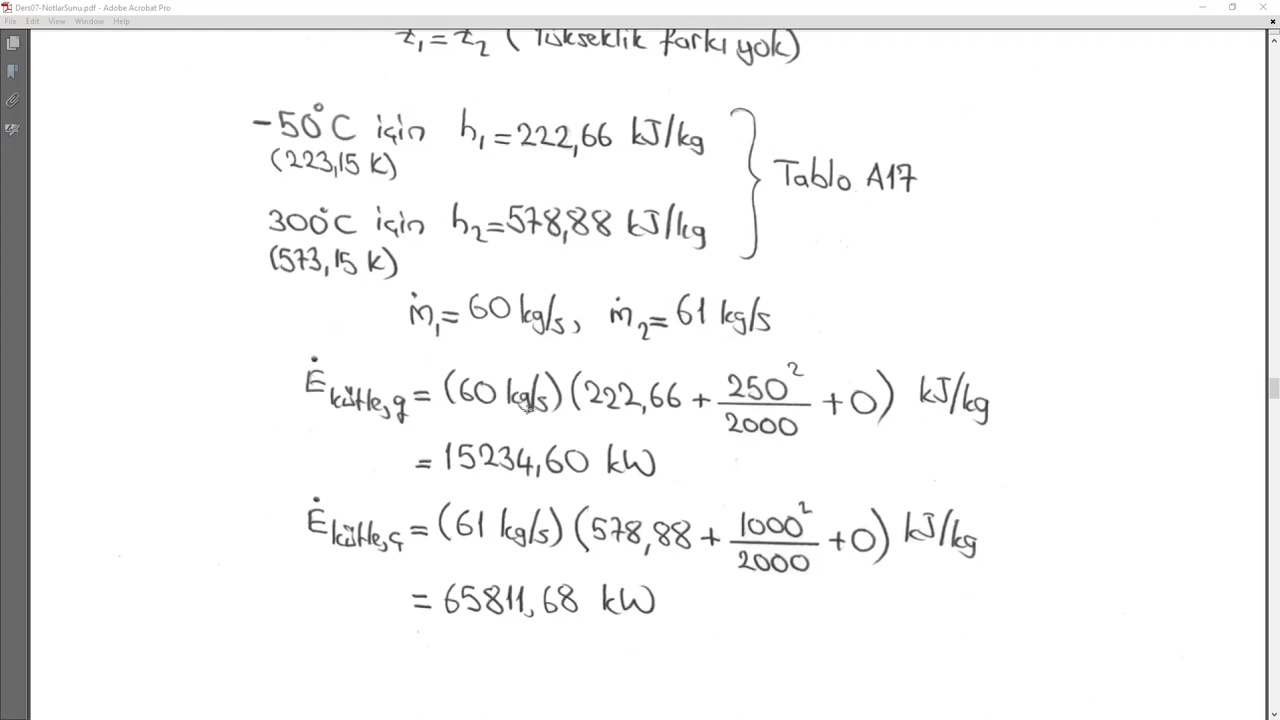 Ders07-NotlarSunu.pdf - Adobe Acrobat Pro
File Edit View Window Help
z₁ = z₂ ( Yükseklik farkı yok)
-50°C için h₁ = 222,66 kJ/kg
(223,15 K)
Tablo A17
300°C için h₂ = 578,88 kJ/kg
(573,15 K)
ṁ₁ = 60 kg/s, ṁ₂ = 61 kg/s
Ė kütle,g = (60 kg/s) (222,66 + 250²/2000 + 0) kJ/kg
= 15234,60 kW
Ė kütle,ç = (61 kg/s) (578,88 + 1000²/2000 + 0) kJ/kg
= 65811,68 kW